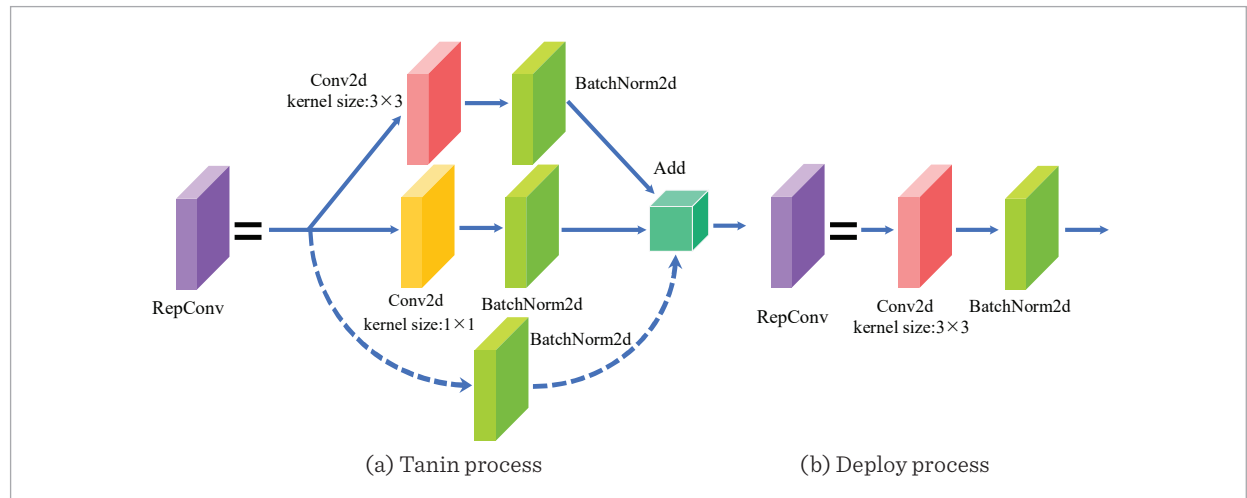 Conv2d
kernel size:3×3
BatchNorm2d
Add
RepConv
=
Conv2d
kernel size:1×1
BatchNorm2d
BatchNorm2d
RepConv
=
Conv2d
kernel size:3×3
BatchNorm2d
(a) Tanin process
(b) Deploy process